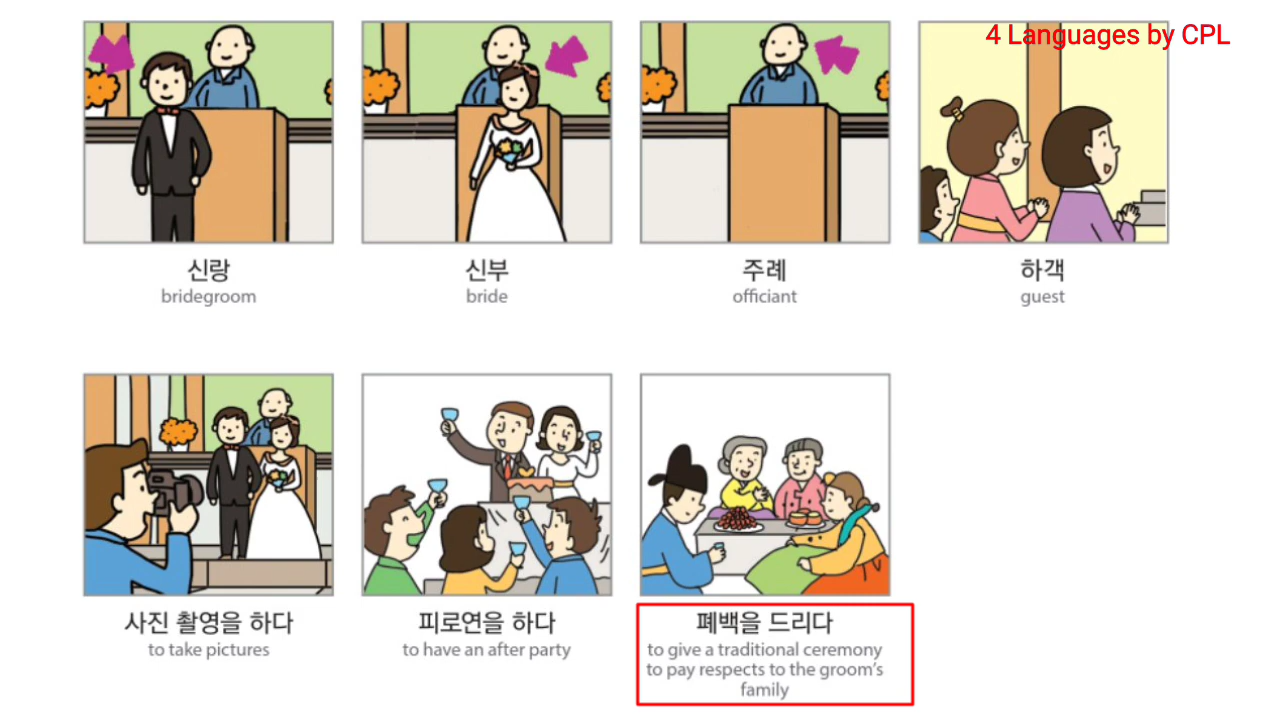 4 Languages by CPL
신랑
bridegroom
신부
bride
주례
officiant
하객
guest
사진 촬영을 하다
to take pictures
피로연을 하다
to have an after party
폐백을 드리다
to give a traditional ceremony
to pay respects to the groom's
family